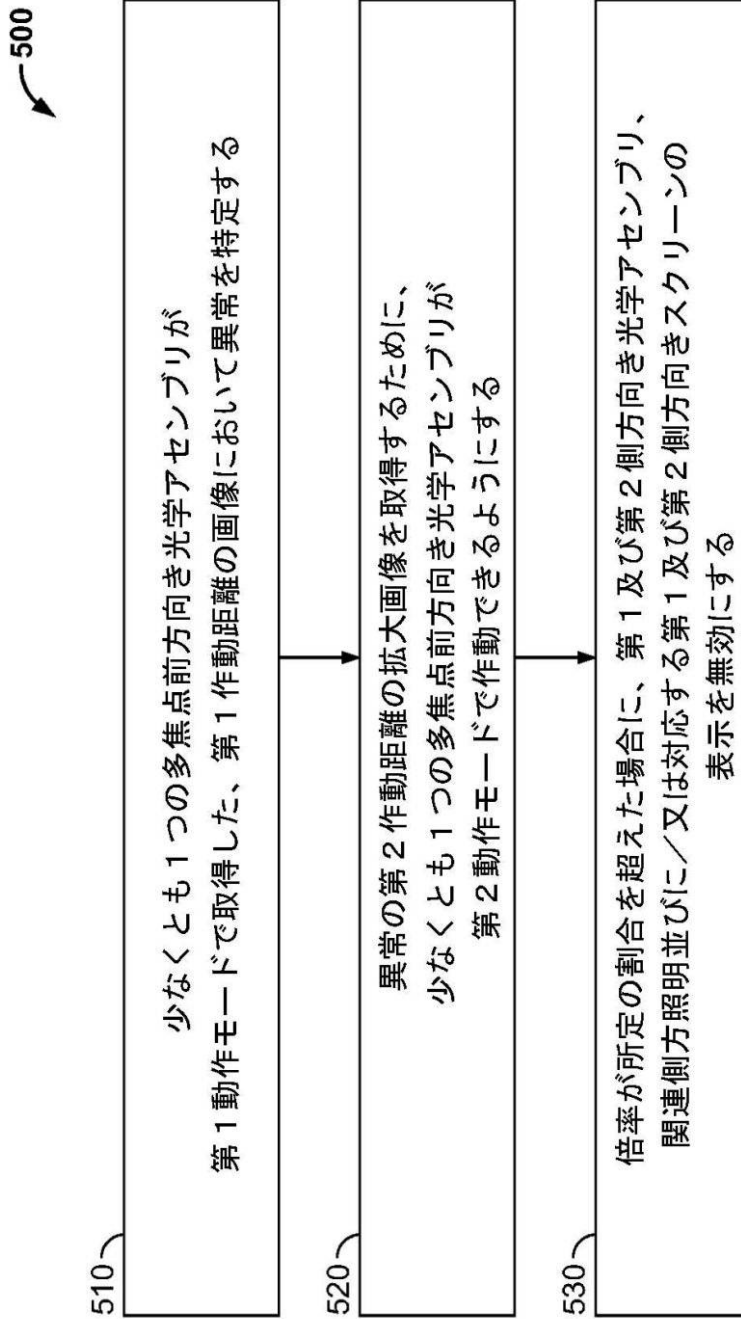 500
510
少なくとも1つの多焦点前方向き光学アセンブリが
第1動作モードで取得した、第1作動距離の画像において異常を特定する
520
異常の第2作動距離の拡大画像を取得するために、
少なくとも1つの多焦点前方向き光学アセンブリが
第2動作モードで作動できるようにする
530
倍率が所定の割合を超えた場合に、第1及び第2側方向き光学アセンブリ、
関連側方照明並びに/又は対応する第1及び第2側方向きスクリーンの
表示を無効にする